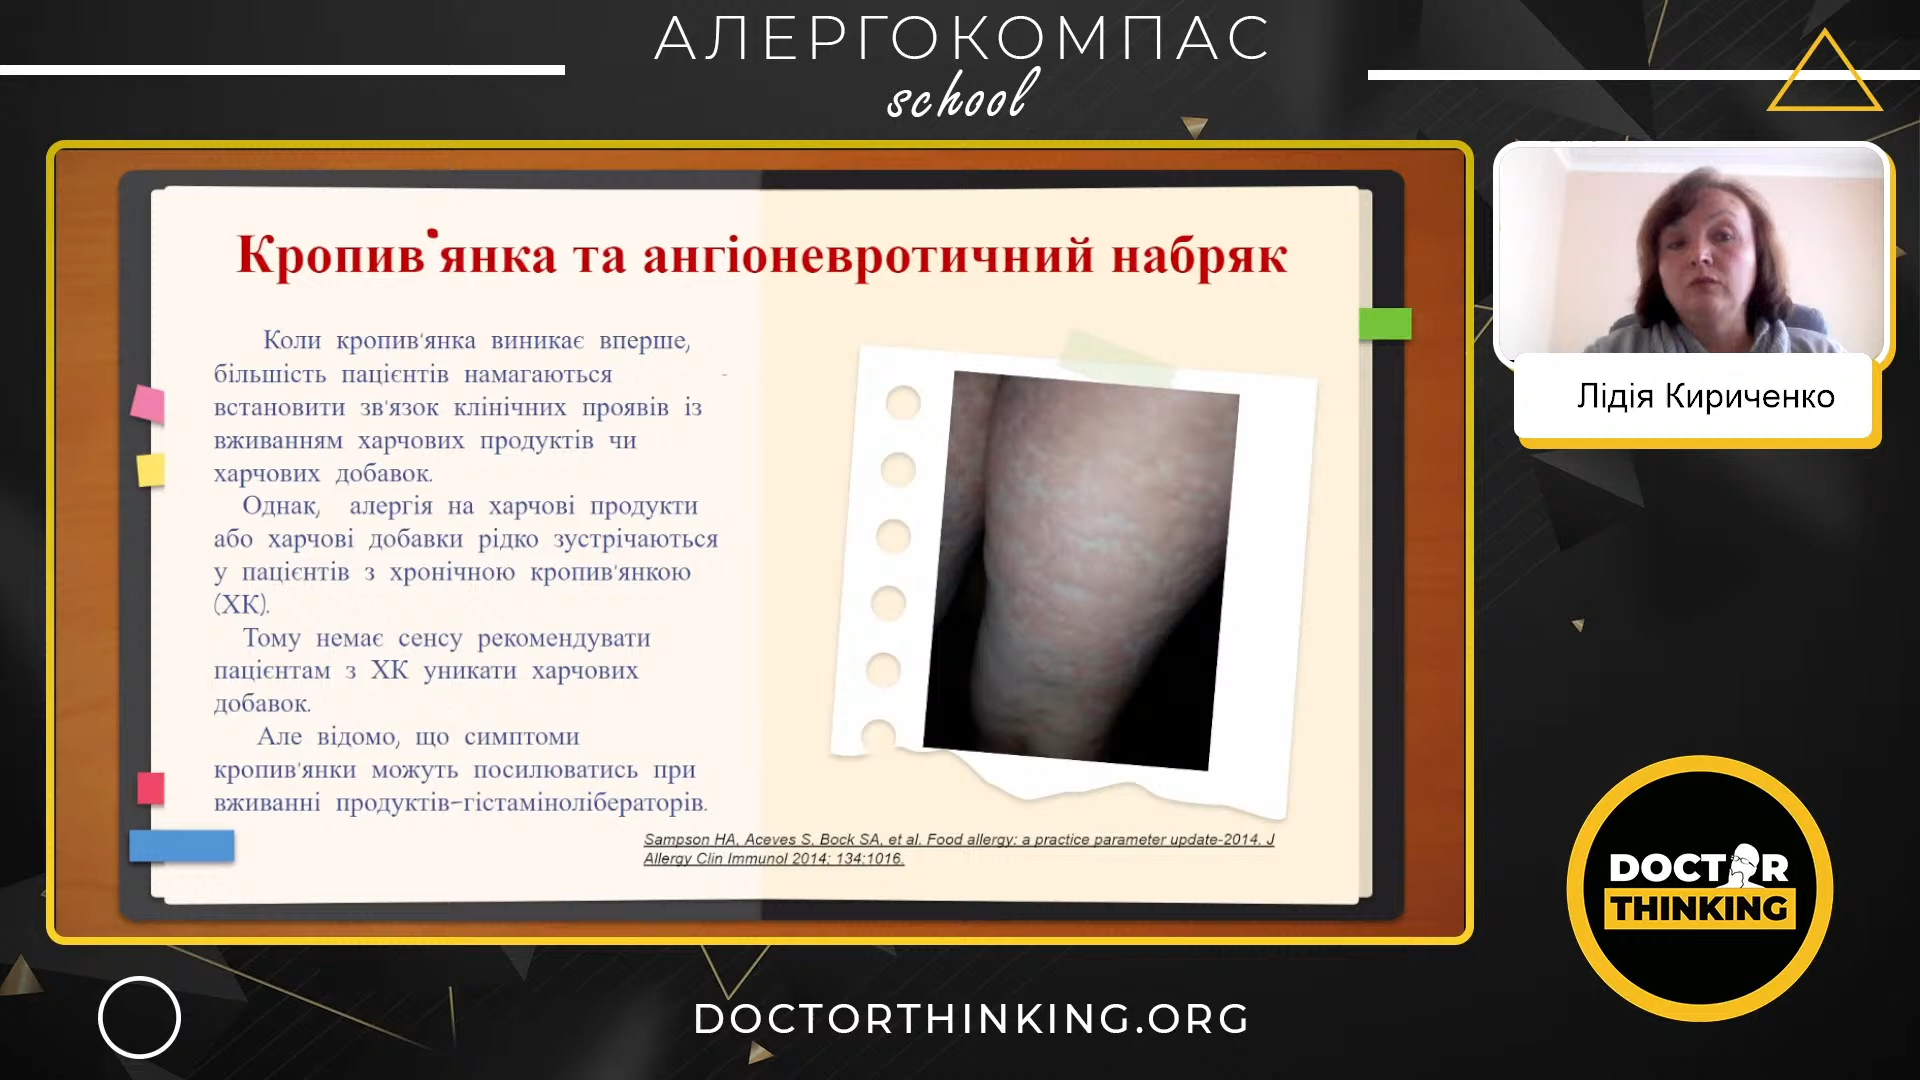 АЛЕРГОКОМПАС
school
Кропив`янка та ангіоневротичний набряк
Коли кропив'янка виникає вперше,
більшість пацієнтів намагаються
встановити зв'язок клінічних проявів із
вживанням харчових продуктів чи
харчових добавок.
Однак, алергія на харчові продукти
або харчові добавки рідко зустрічаються
у пацієнтів з хронічною кропив'янкою
(ХК).
Тому немає сенсу рекомендувати
пацієнтам з ХК уникати харчових
добавок.
Але відомо, що симптоми
кропив'янки можуть посилюватись при
вживанні продуктів-гістамінолібераторів.
Sampson HA, Aceves S, Bock SA, et al. Food allergy: a practice parameter update-2014. J
Allergy Clin Immunol 2014; 134:1016.
Лідія Кириченко
DOCTOR
THINKING
DOCTORTHINKING.ORG